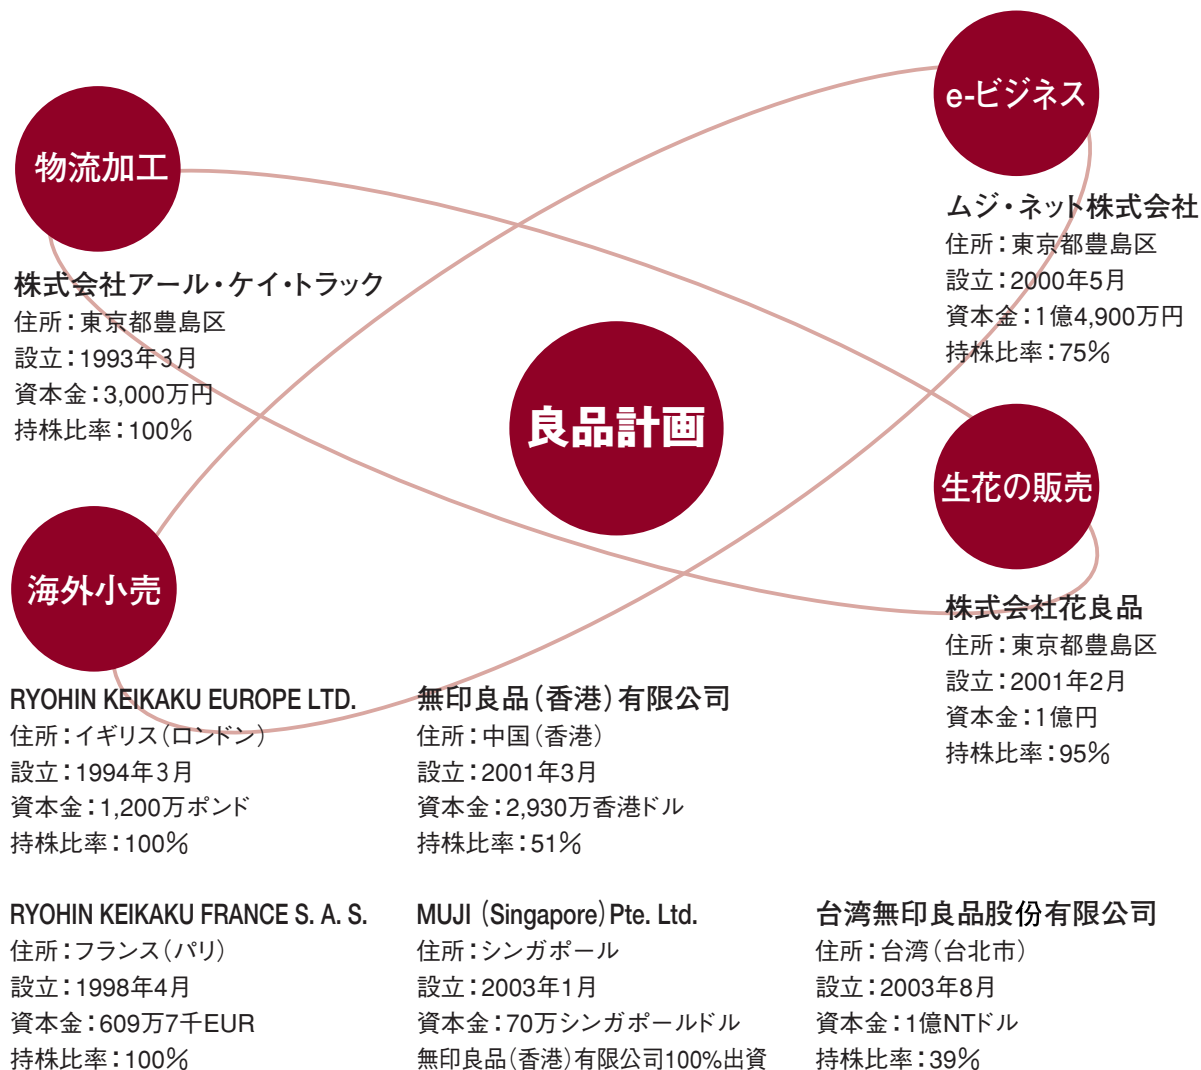 物流加工
株式会社アール・ケイ・トラック
住所：東京都豊島区
設立：1993年3月
資本金：3,000万円
持株比率：100%
e-ビジネス
ムジ・ネット株式会社
住所：東京都豊島区
設立：2000年5月
資本金：1億4,900万円
持株比率：75%
良品計画
生花の販売
株式会社花良品
住所：東京都豊島区
設立：2001年2月
資本金：1億円
持株比率：95%
海外小売
RYOHIN KEIKAKU EUROPE LTD.
住所：イギリス（ロンドン）
設立：1994年3月
資本金：1,200万ポンド
持株比率：100%
無印良品（香港）有限公司
住所：中国（香港）
設立：2001年3月
資本金：2,930万香港ドル
持株比率：51%
RYOHIN KEIKAKU FRANCE S. A. S.
住所：フランス（パリ）
設立：1998年4月
資本金：609万7千EUR
持株比率：100%
MUJI（Singapore）Pte. Ltd.
住所：シンガポール
設立：2003年1月
資本金：70万シンガポールドル
無印良品（香港）有限公司100%出資
台湾無印良品股份有限公司
住所：台湾（台北市）
設立：2003年8月
資本金：1億NTドル
持株比率：39%